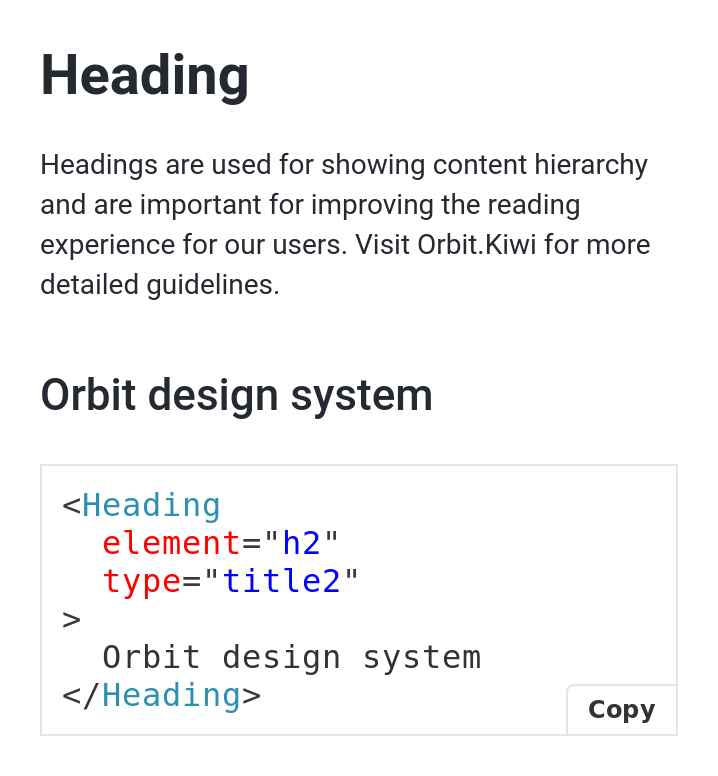 Heading
Headings are used for showing content hierarchy
and are important for improving the reading
experience for our users. Visit Orbit.Kiwi for more
detailed guidelines.
Orbit design system
<Heading
  element="h2"
  type="title2"
>
  Orbit design system
</Heading>
Copy